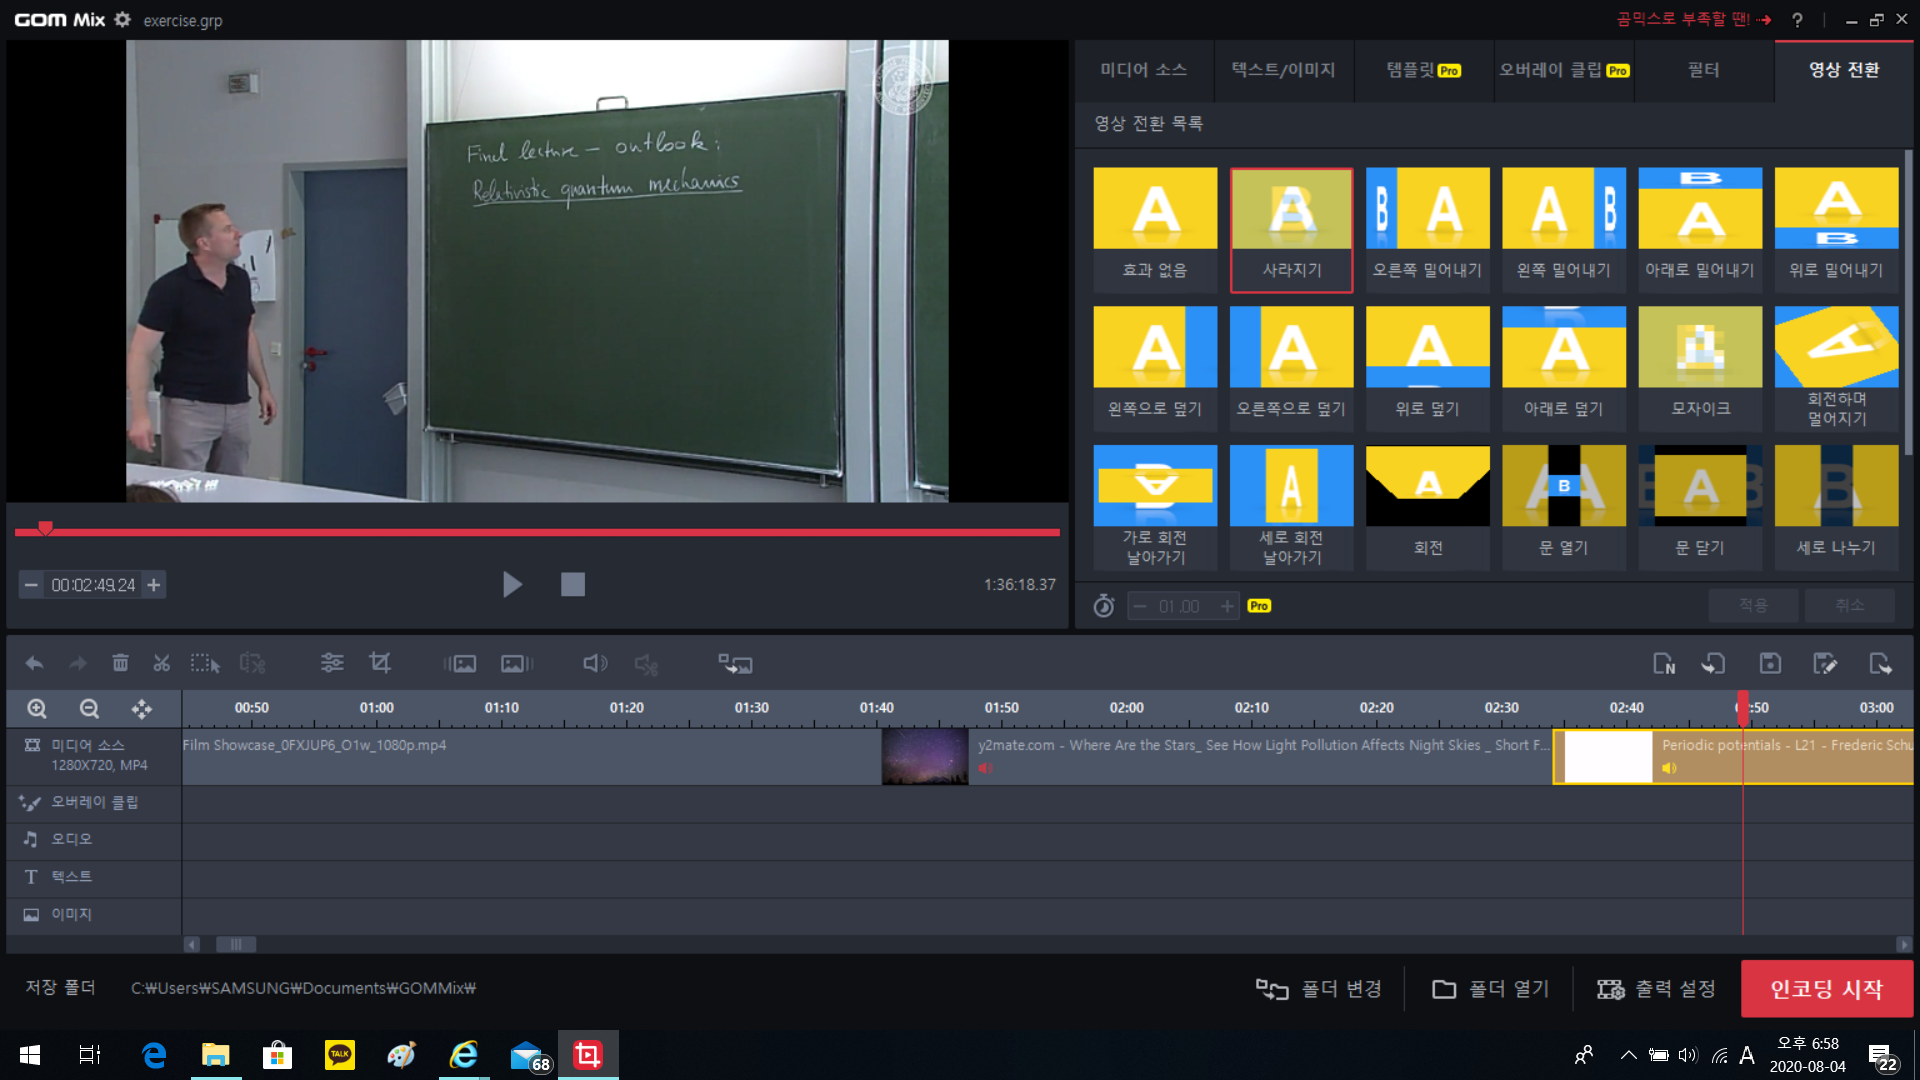 GOM Mix exercise.grp
곰믹스로 부족할 땐! ?
Final lecture – outlook:
Relativistic quantum mechanics
00:02:49.24
1:36:18.37
미디어 소스 텍스트/이미지 템플릿 Pro 오버레이 클립 Pro 필터 영상 전환
영상 전환 목록
A A B B A A B B A A B
효과 없음 사라지기 오른쪽 밀어내기 왼쪽 밀어내기 아래로 밀어내기 위로 밀어내기
A A A A A
왼쪽으로 덮기 오른쪽으로 덮기 위로 덮기 아래로 덮기 모자이크 회전하며
멀어지기
A A A A B A A A
가로 회전
날아가기
세로 회전
날아가기
회전 문 열기 문 닫기 세로 나누기
01.00 Pro 적용 취소
N
00:50 01:00 01:10 01:20 01:30 01:40 01:50 02:00 02:10 02:20 02:30 02:40 :50 03:00
미디어 소스
1280X720, MP4
Film Showcase_0FXJUP6_O1w_1080p.mp4
y2mate.com - Where Are the Stars_ See How Light Pollution Affects Night Skies _ Short F...
Periodic potentials - L21 - Frederic Schu
오버레이 클립
오디오
T 텍스트
이미지
저장 폴더 C:₩Users₩SAMSUNG₩Documents₩GOMMix₩
폴더 변경 폴더 열기 출력 설정 인코딩 시작
TALK
68
A
오후 6:58
2020-08-04
22